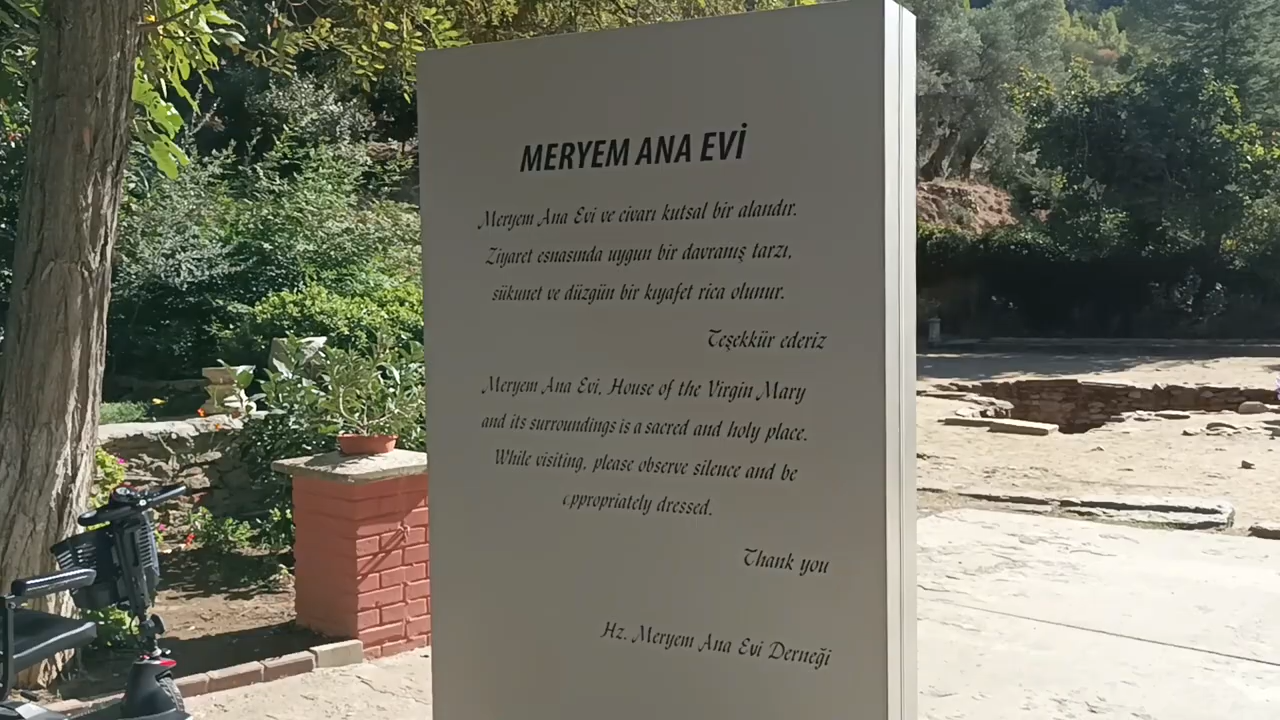 MERYEM ANA EVİ
Meryem Ana Evi ve civarı kutsal bir alandır.
Ziyaret esnasında uygun bir davranış tarzı,
sükunet ve düzgün bir kıyafet rica olunur.
Teşekkür ederiz
Meryem Ana Evi, House of the Virgin Mary
and its surroundings is a sacred and holy place.
While visiting, please observe silence and be
appropriately dressed.
Thank you
Hz. Meryem Ana Evi Derneği